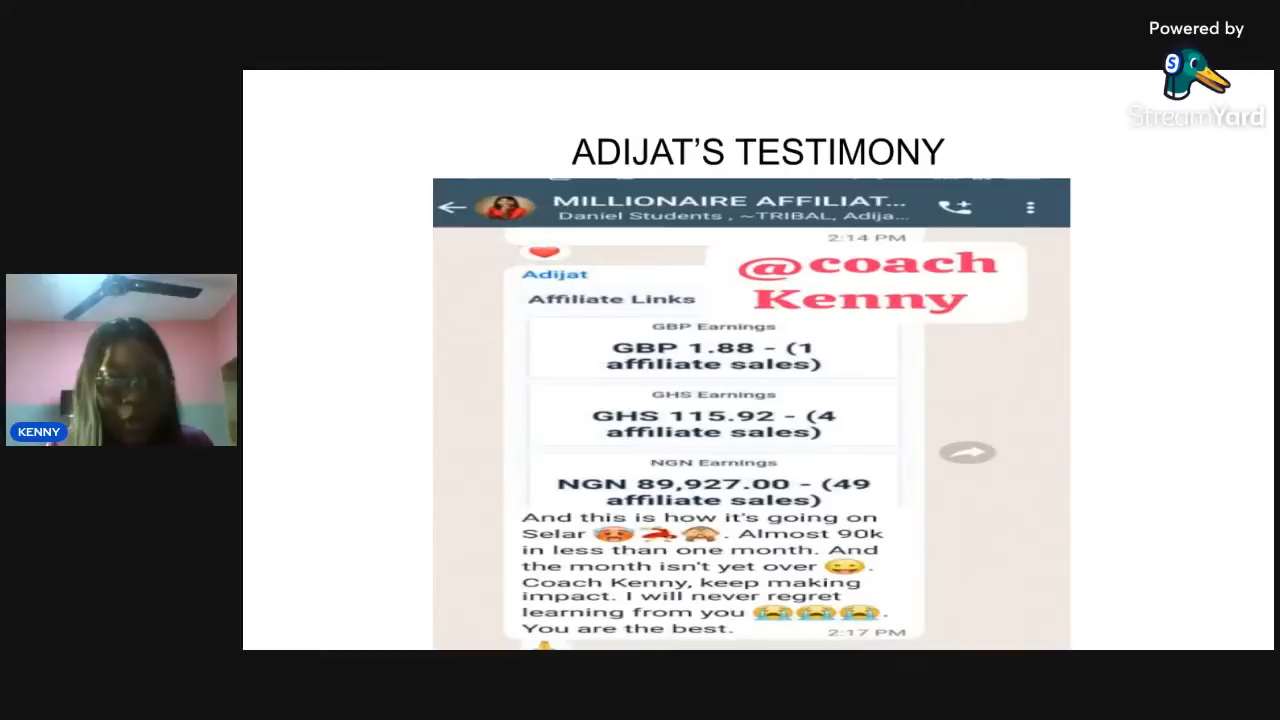 Powered by
StreamYard
ADIJAT'S TESTIMONY
MILLIONAIRE AFFILIAT...
Daniel Students , ~TRIBAL, Adija...
2:14 PM
@coach
Kenny
Adijat
Affiliate Links
GBP Earnings
GBP 1.88 - (1
affiliate sales)
GHS Earnings
GHS 115.92 - (4
affiliate sales)
NGN Earnings
NGN 89,927.00 - (49
affiliate sales)
And this is how it's going on
Selar 🥵💃🙈. Almost 90k
in less than one month. And
the month isn't yet over 😜.
Coach Kenny, keep making
impact. I will never regret
learning from you 😭😭😭.
You are the best.
2:17 PM
KENNY